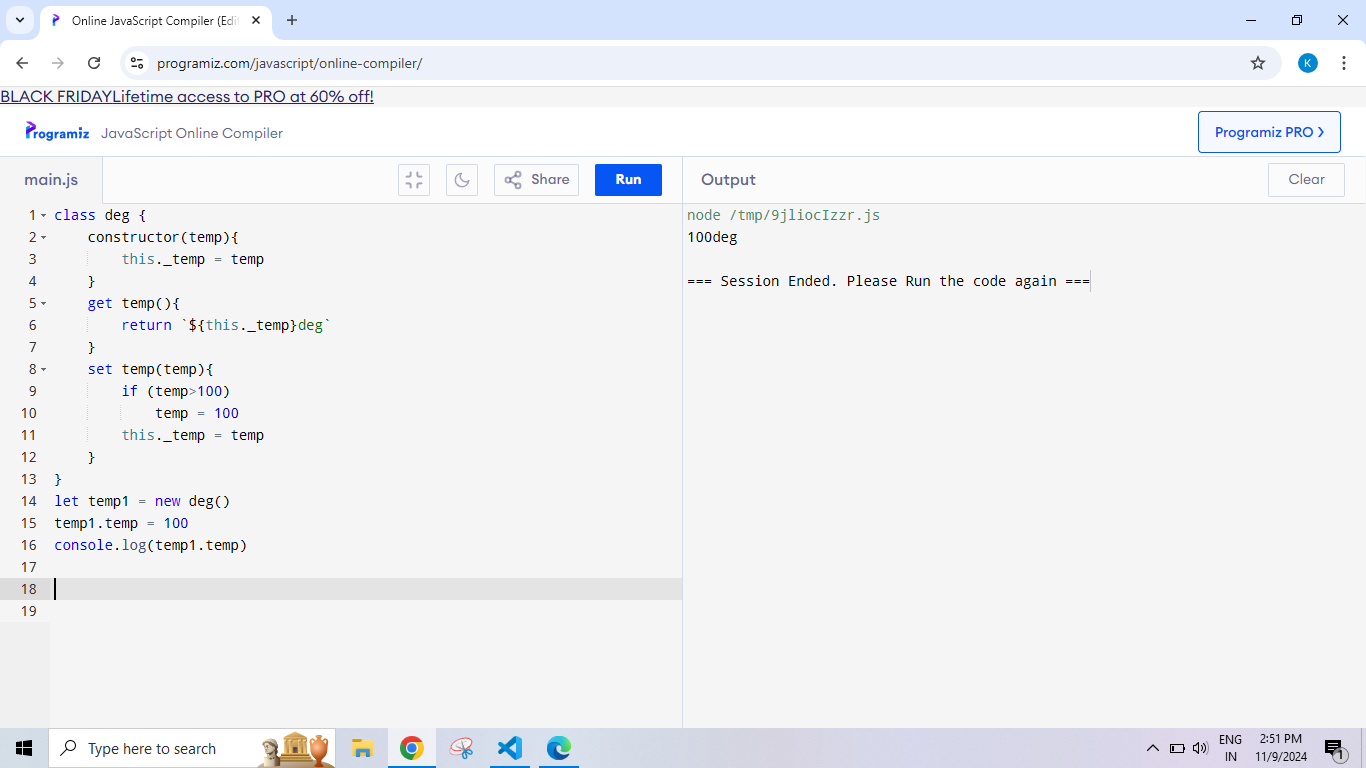 Online JavaScript Compiler (Edi
programiz.com/javascript/online-compiler/
K
BLACK FRIDAYLifetime access to PRO at 60% off!
Programiz JavaScript Online Compiler
Programiz PRO ›
main.js
Share
Run
Output
Clear
1 class deg {
2 constructor(temp){
3 this._temp = temp
4 }
5 get temp(){
6 return `${this._temp}deg`
7 }
8 set temp(temp){
9 if (temp>100)
10 temp = 100
11 this._temp = temp
12 }
13 }
14 let temp1 = new deg()
15 temp1.temp = 100
16 console.log(temp1.temp)
17
18
19
node /tmp/9jliocIzzr.js
100deg
=== Session Ended. Please Run the code again ===
Type here to search
ENG
IN
2:51 PM
11/9/2024
1